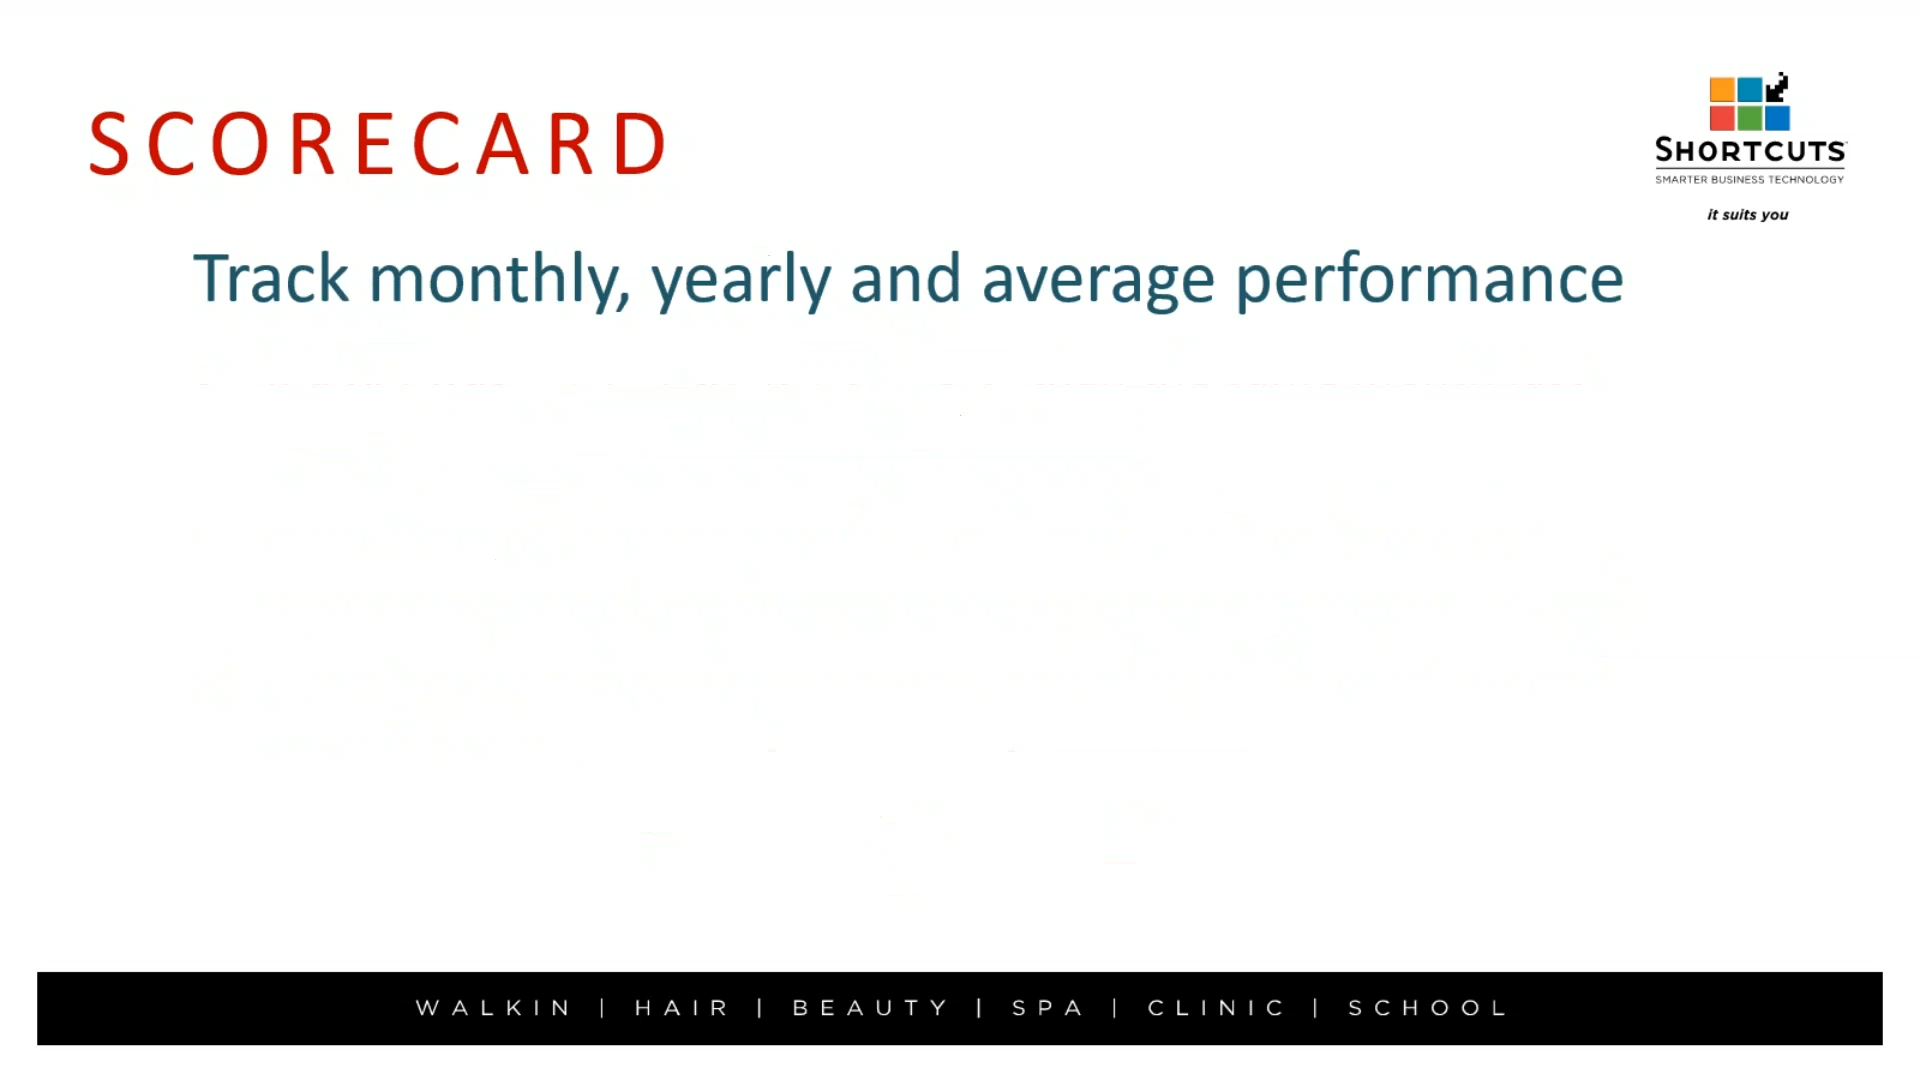 SCORECARD
SHORTCUTS
SMARTER BUSINESS TECHNOLOGY
it suits you
Track monthly, yearly and average performance
WALKIN | HAIR | BEAUTY | SPA | CLINIC | SCHOOL